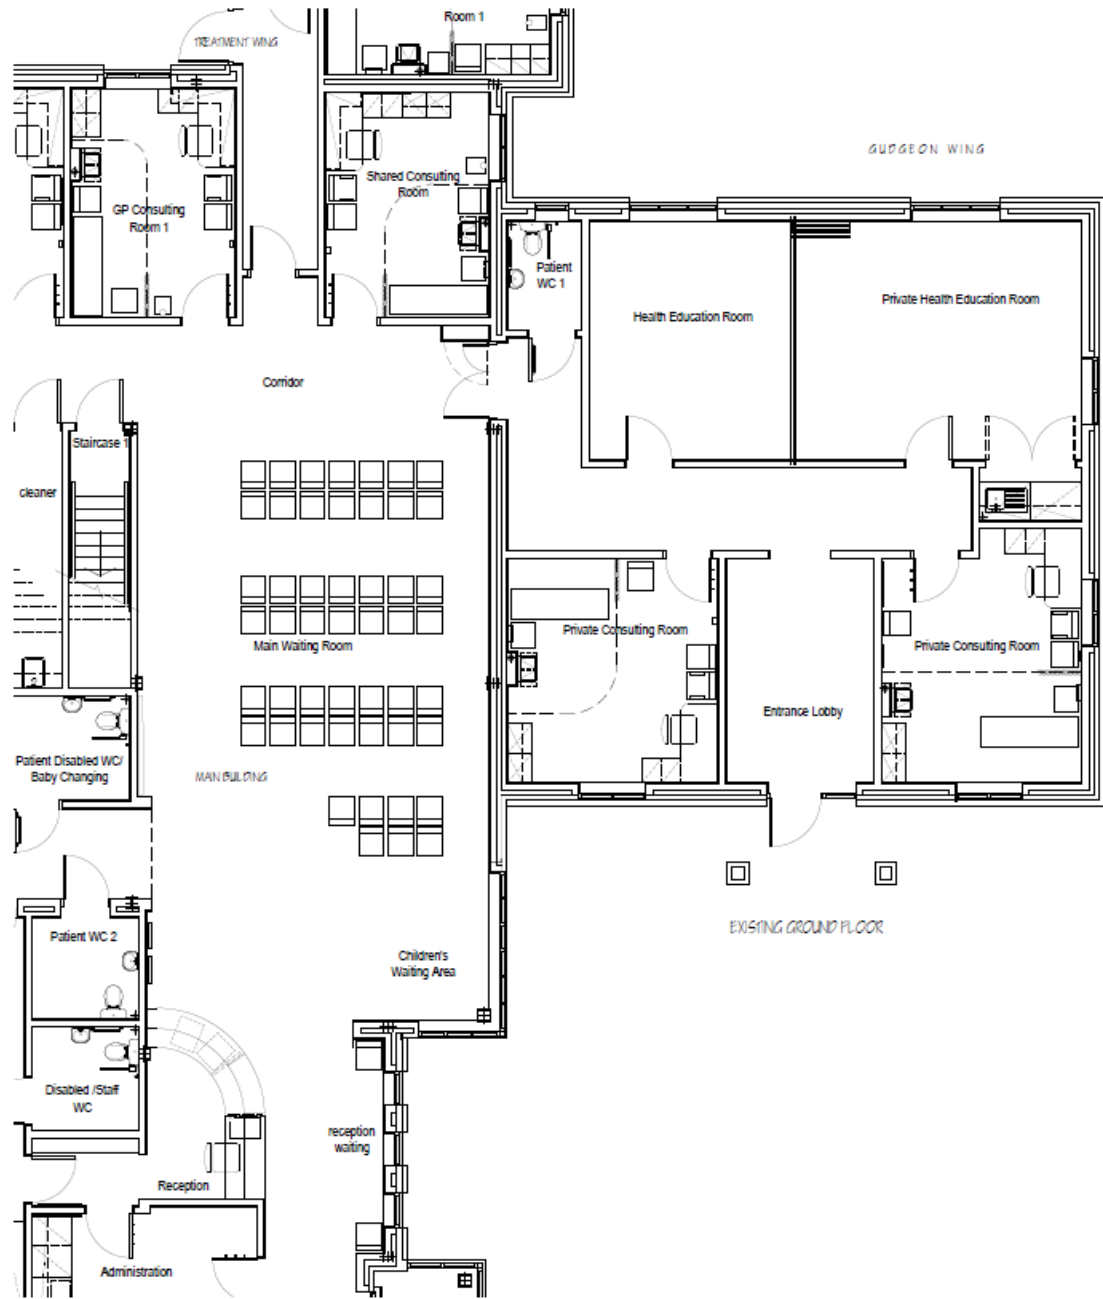 Room 1
TREATMENT WING
GUDGEON WING
Shared Consulting
Room
GP Consulting
Room 1
Patient
WC 1
Health Education Room
Private Health Education Room
Corridor
Staircase 1
cleaner
Main Waiting Room
Private Consulting Room
Private Consulting Room
Entrance Lobby
Patient Disabled WC/
Baby Changing
MAIN BUILDING
EXISTING GROUND FLOOR
Patient WC 2
Children's
Waiting Area
Disabled /Staff
WC
reception
waiting
Reception
Administration